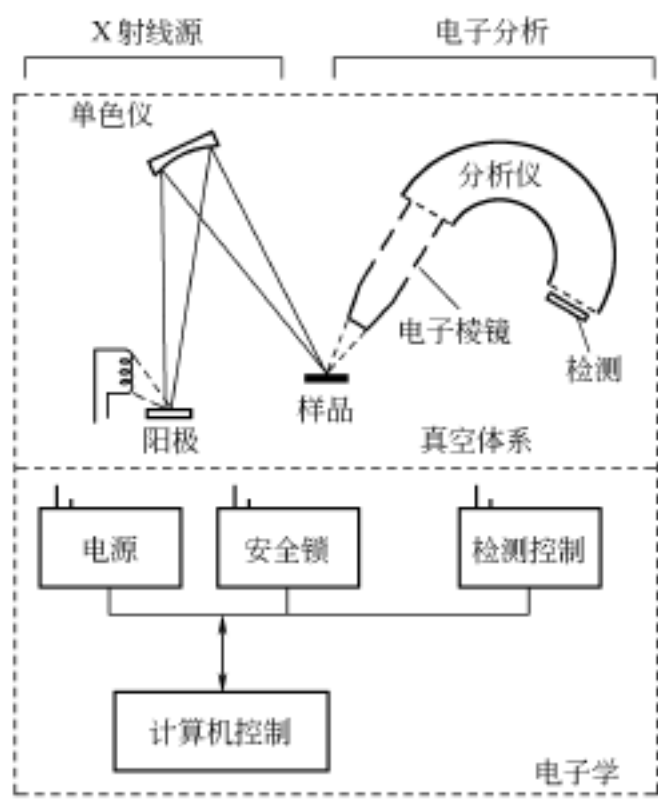 X射线源
电子分析
单色仪
分析仪
电子棱镜
检测
样品
阳极
真空体系
电源
安全锁
检测控制
计算机控制
电子学